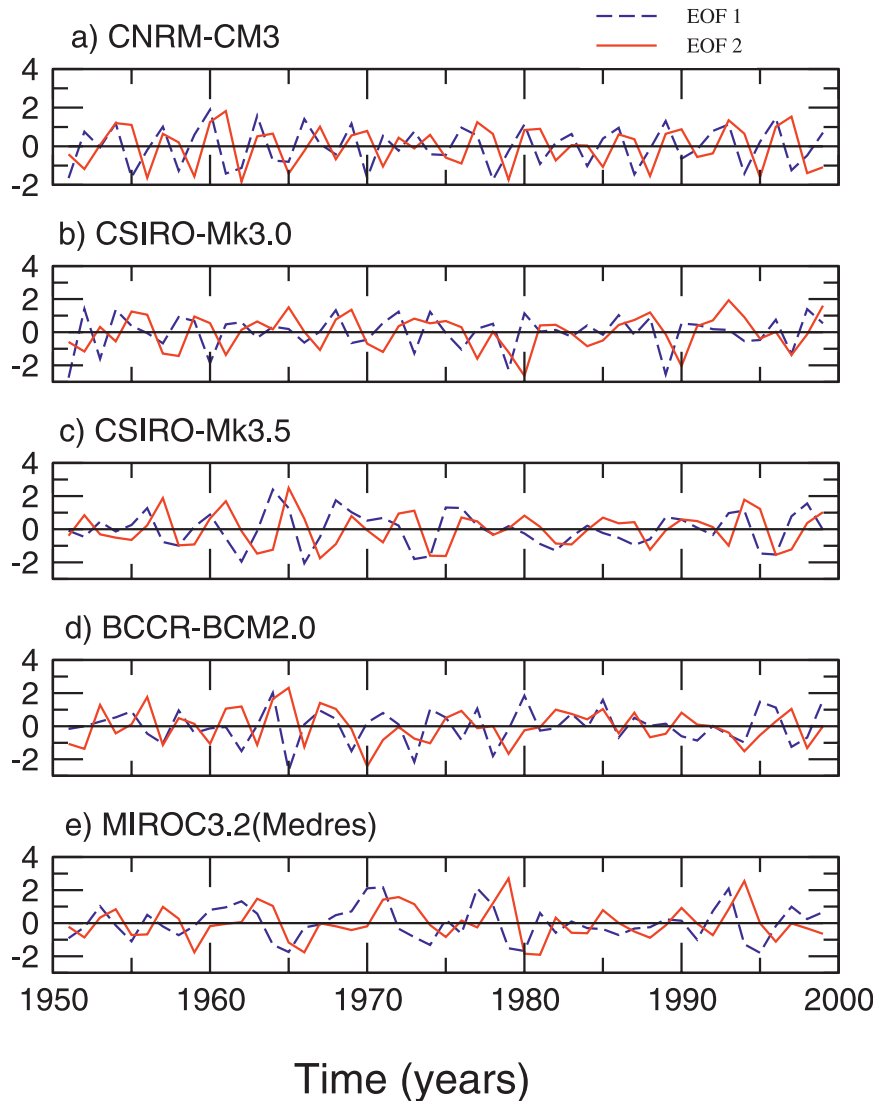 EOF 1
a) CNRM-CM3
EOF 2
4
2
0
-2
b) CSIRO-Mk3.0
4
2
0
-2
c) CSIRO-Mk3.5
4
2
0
-2
d) BCCR-BCM2.0
4
2
0
-2
e) MIROC3.2(Medres)
4
2
0
-2
1950 1960 1970 1980 1990 2000
Time (years)